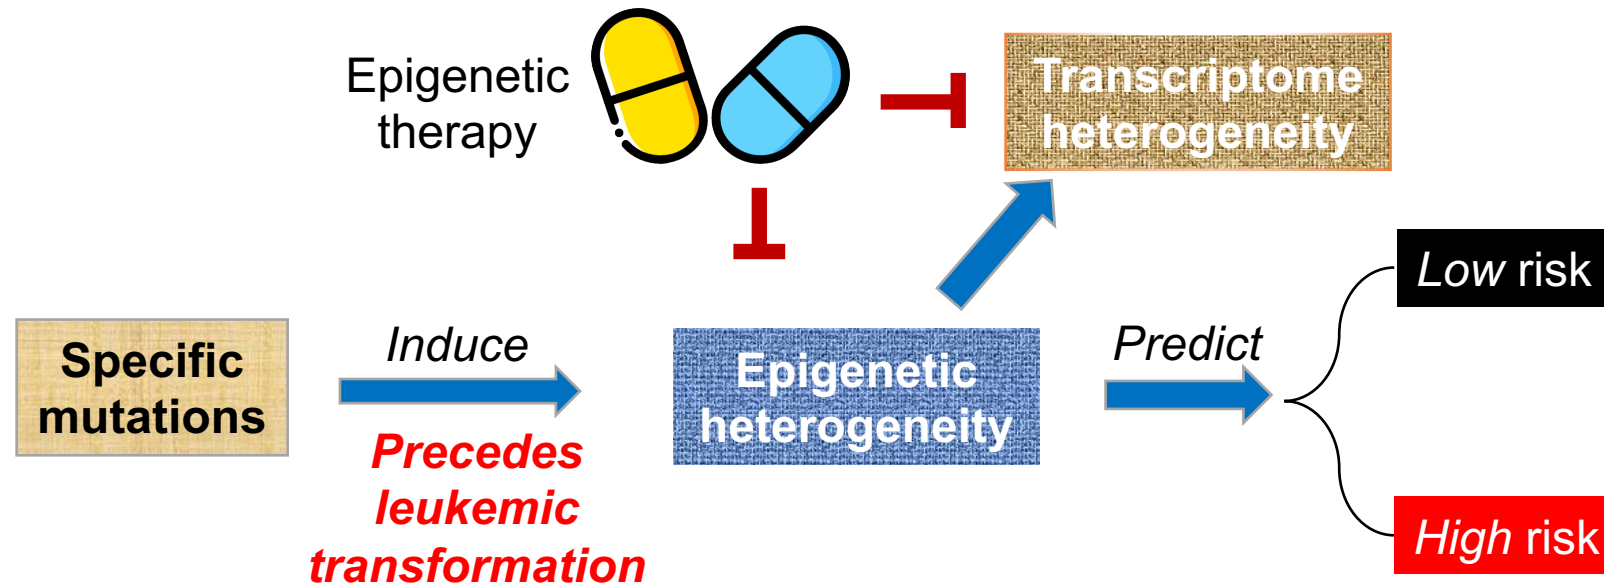 Epigenetic
therapy
Transcriptome
heterogeneity
Low risk
Specific
mutations
Induce
Precedes
leukemic
transformation
Epigenetic
heterogeneity
Predict
High risk